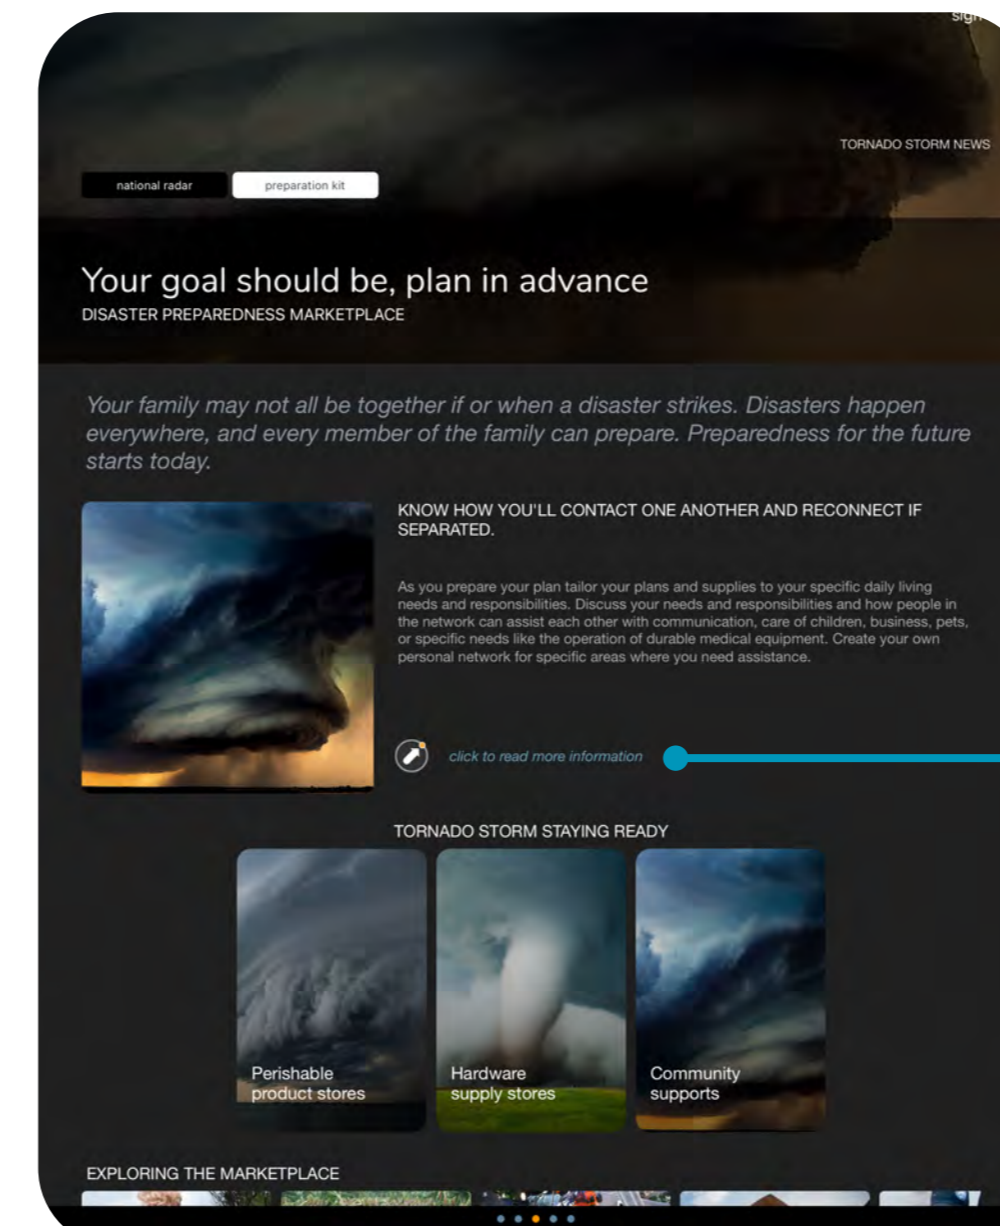 sign
TORNADO STORM NEWS
national radar
preparation kit
Your goal should be, plan in advance
DISASTER PREPAREDNESS MARKETPLACE
Your family may not all be together if or when a disaster strikes. Disasters happen
everywhere, and every member of the family can prepare. Preparedness for the future
starts today.
KNOW HOW YOU'LL CONTACT ONE ANOTHER AND RECONNECT IF
SEPARATED.
As you prepare your plan tailor your plans and supplies to your specific daily living
needs and responsibilities. Discuss your needs and responsibilities and how people in
the network can assist each other with communication, care of children, business, pets,
or specific needs like the operation of durable medical equipment. Create your own
personal network for specific areas where you need assistance.
click to read more information
TORNADO STORM STAYING READY
Perishable
product stores
Hardware
supply stores
Community
supports
EXPLORING THE MARKETPLACE